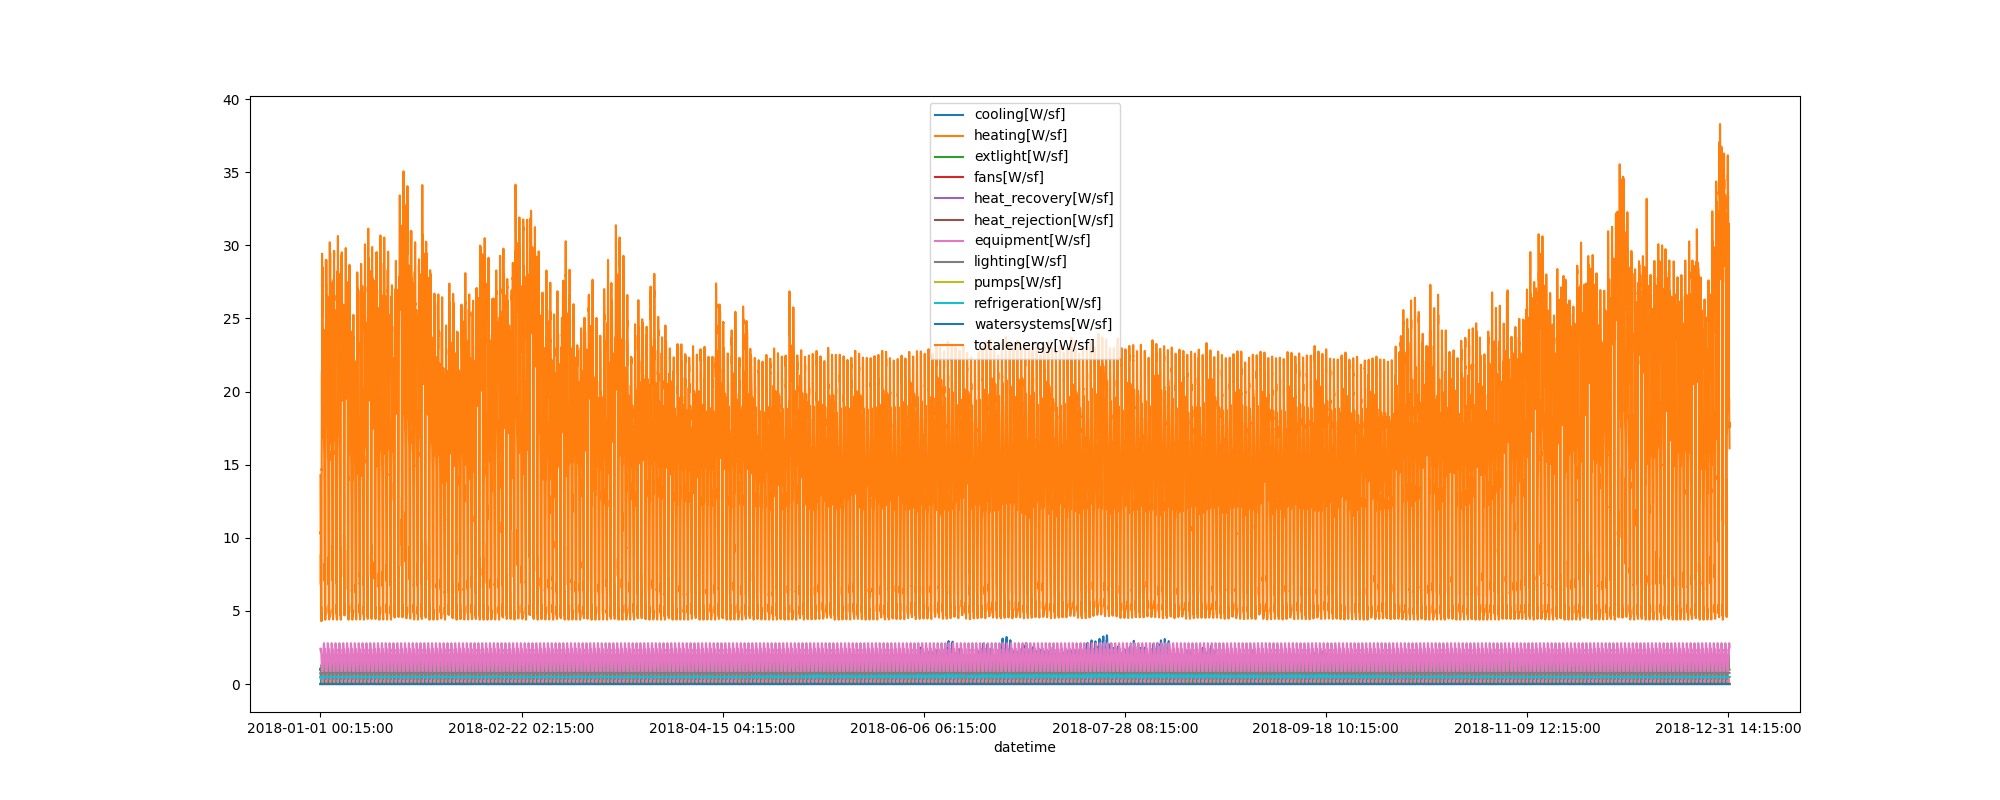 40
35
30
25
20
15
10
5
0
cooling[W/sf]
heating[W/sf]
extlight[W/sf]
fans[W/sf]
heat_recovery[W/sf]
heat_rejection[W/sf]
equipment[W/sf]
lighting[W/sf]
pumps[W/sf]
refrigeration[W/sf]
watersystems[W/sf]
totalenergy[W/sf]
2018-01-01 00:15:00 2018-02-22 02:15:00 2018-04-15 04:15:00 2018-06-06 06:15:00 2018-07-28 08:15:00 2018-09-18 10:15:00 2018-11-09 12:15:00 2018-12-31 14:15:00
datetime